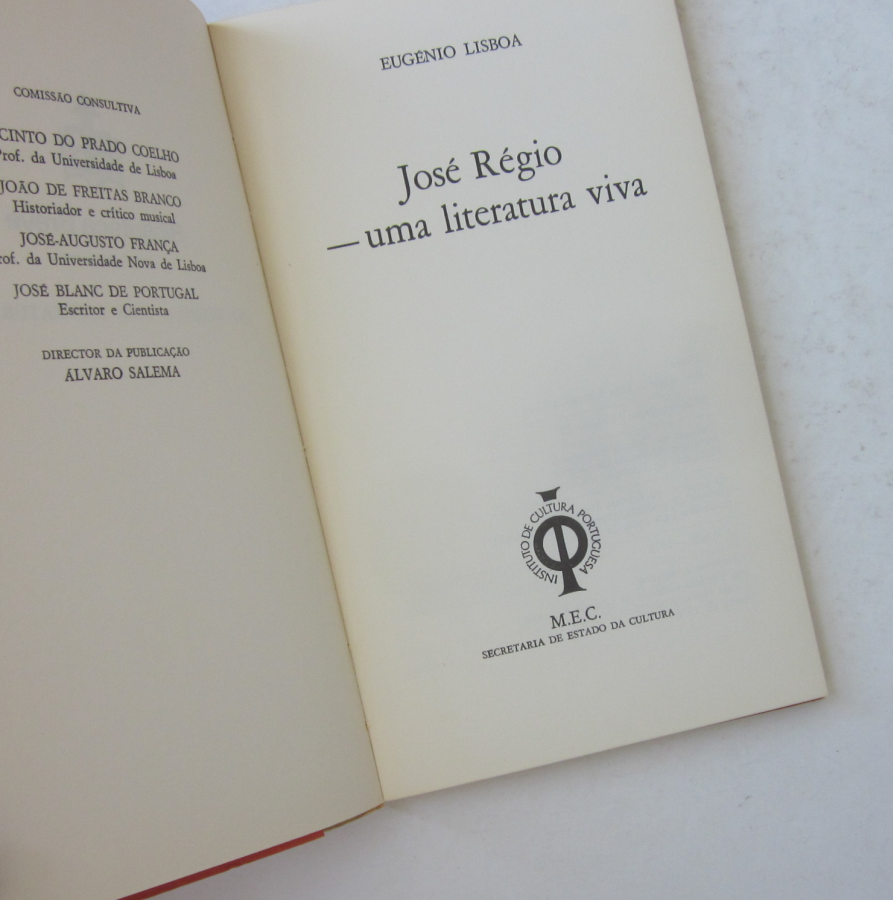 COMISSÃO CONSULTIVA
CINTO DO PRADO COELHO
Prof. da Universidade de Lisboa
JOÃO DE FREITAS BRANCO
Historiador e crítico musical
JOSÉ-AUGUSTO FRANÇA
rof. da Universidade Nova de Lisboa
JOSÉ BLANC DE PORTUGAL
Escritor e Cientista
DIRECTOR DA PUBLICAÇÃO
ÁLVARO SALEMA
EUGÉNIO LISBOA
José Régio
— uma literatura viva
INSTITUTO DE CULTURA PORTUGUESA
M.E.C.
SECRETARIA DE ESTADO DA CULTURA